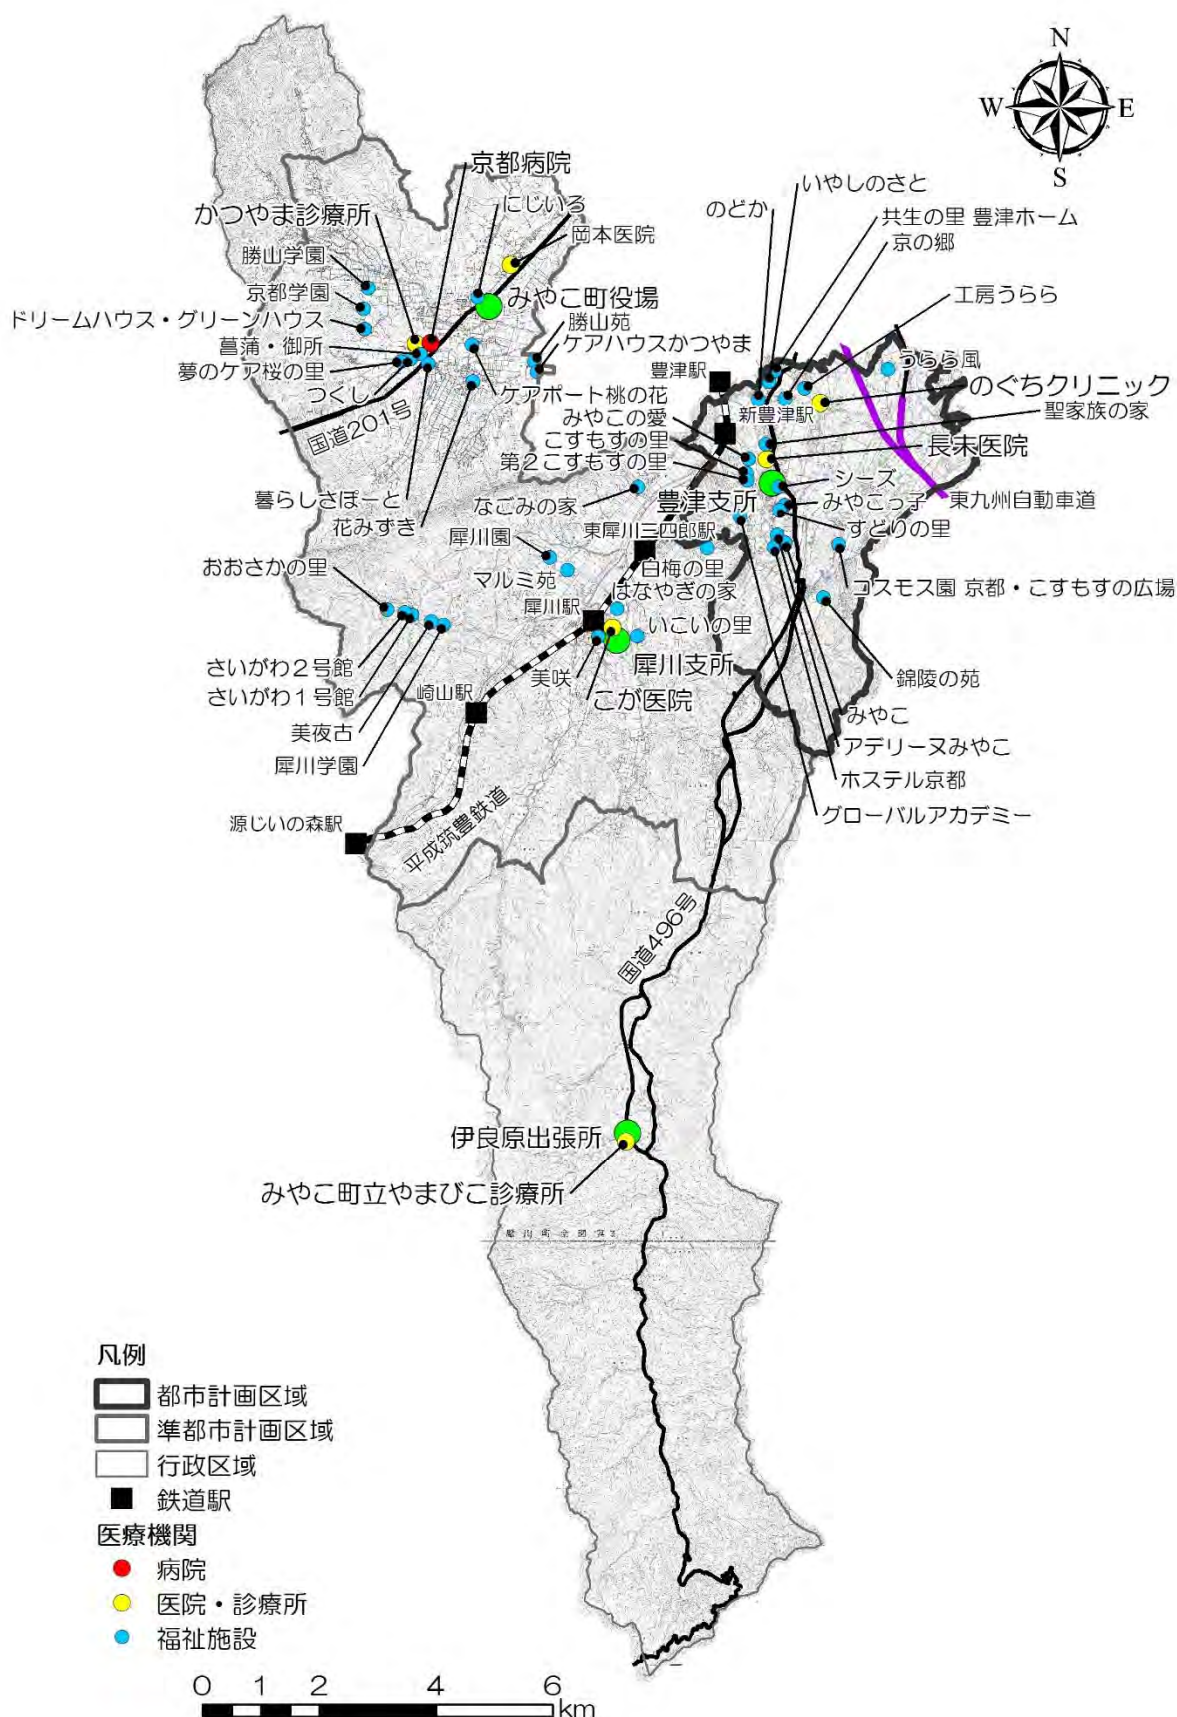 N
W
E
S
京都病院
いやしのさと
にじいろ
のどか
共生の里 豊津ホーム
かつやま診療所
岡本医院
京の郷
勝山学園
京都学園
みやこ町役場
工房うらら
ドリームハウス・グリーンハウス
勝山苑
菖蒲・御所
ケアハウスかつやま
うらら風
夢のケア桜の里
豊津駅
のぐちクリニック
つくし
ケアポート桃の花
新豊津駅
聖家族の家
みやこの愛
国道201号
こすもすの里
長末医院
第2こすもすの里
シーズ
暮らしさぽーと
なごみの家
豊津支所
みやこっ子
東九州自動車道
花みずき
すどりの里
犀川園
東犀川三四郎駅
おおさかの里
マルミ苑
白梅の里
コスモス園 京都・こすもすの広場
はなやぎの家
犀川駅
いこいの里
さいがわ2号館
美咲
犀川支所
錦陵の苑
さいがわ1号館
崎山駅
こが医院
みやこ
美夜古
アデリーヌみやこ
犀川学園
ホステル京都
源じいの森駅
グローバルアカデミー
平成筑豊鉄道
国道496号
伊良原出張所
みやこ町立やまびこ診療所
凡例
都市計画区域
準都市計画区域
行政区域
鉄道駅
医療機関
病院
医院・診療所
福祉施設
0 1 2 4 6
km